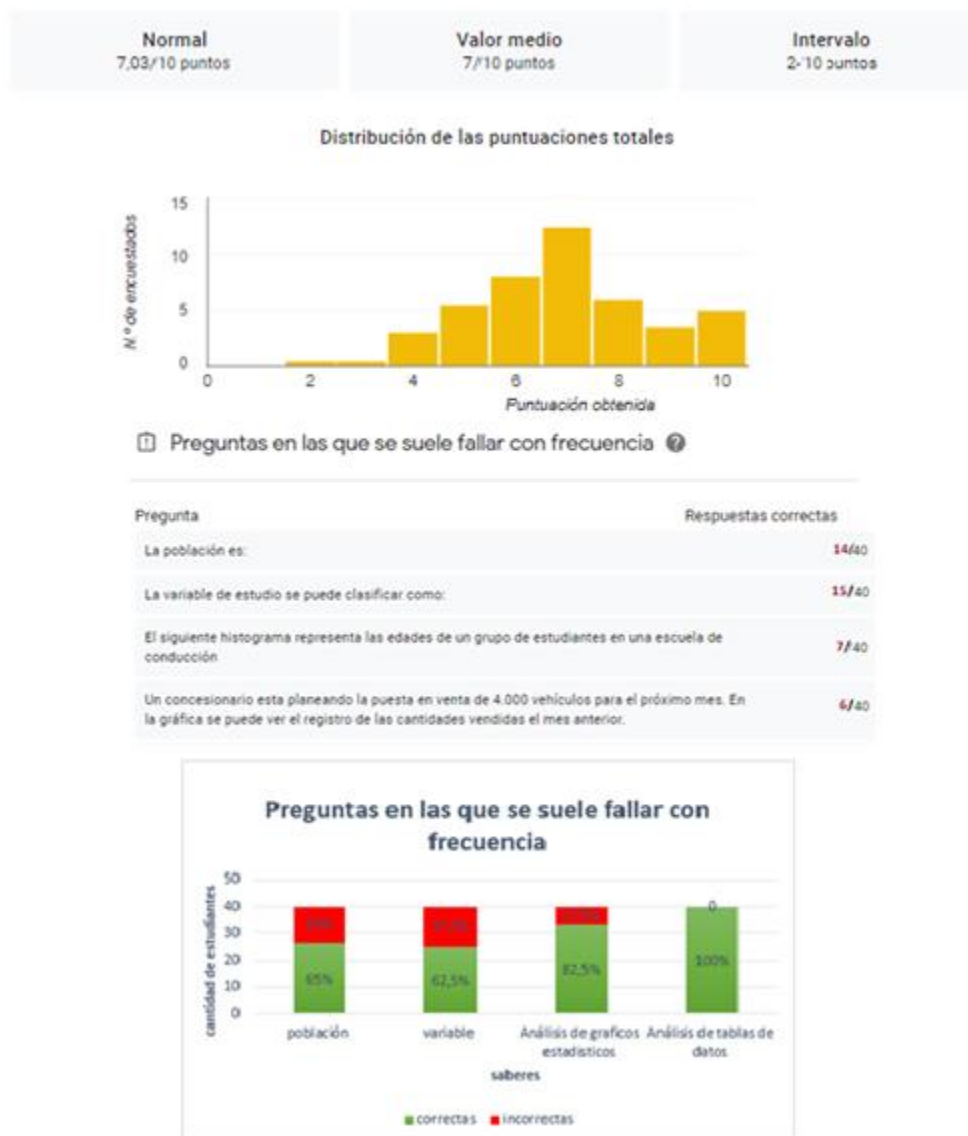 Normal
7,03/10 puntos
Valor medio
7/10 puntos
Intervalo
2-10 puntos
Distribución de las puntuaciones totales
N.º de encuestados
15
10
5
0
0 2 4 6 8 10
Puntuación obtenida
Preguntas en las que se suele fallar con frecuencia
Pregunta Respuestas correctas
La población es: 14/40
La variable de estudio se puede clasificar como: 15/40
El siguiente histograma representa las edades de un grupo de estudiantes en una escuela de
conducción 7/40
Un concesionario esta planeando la puesta en venta de 4.000 vehículos para el próximo mes. En
la gráfica se puede ver el registro de las cantidades vendidas el mes anterior. 6/40
Preguntas en las que se suele fallar con
frecuencia
cantidad de estudiantes
50
40
30
20
10
0
0
65% 62,5% 82,5% 100%
población variable Análisis de graficos Análisis de tablas de
estadisticos datos
saberes
correctas incorrectas